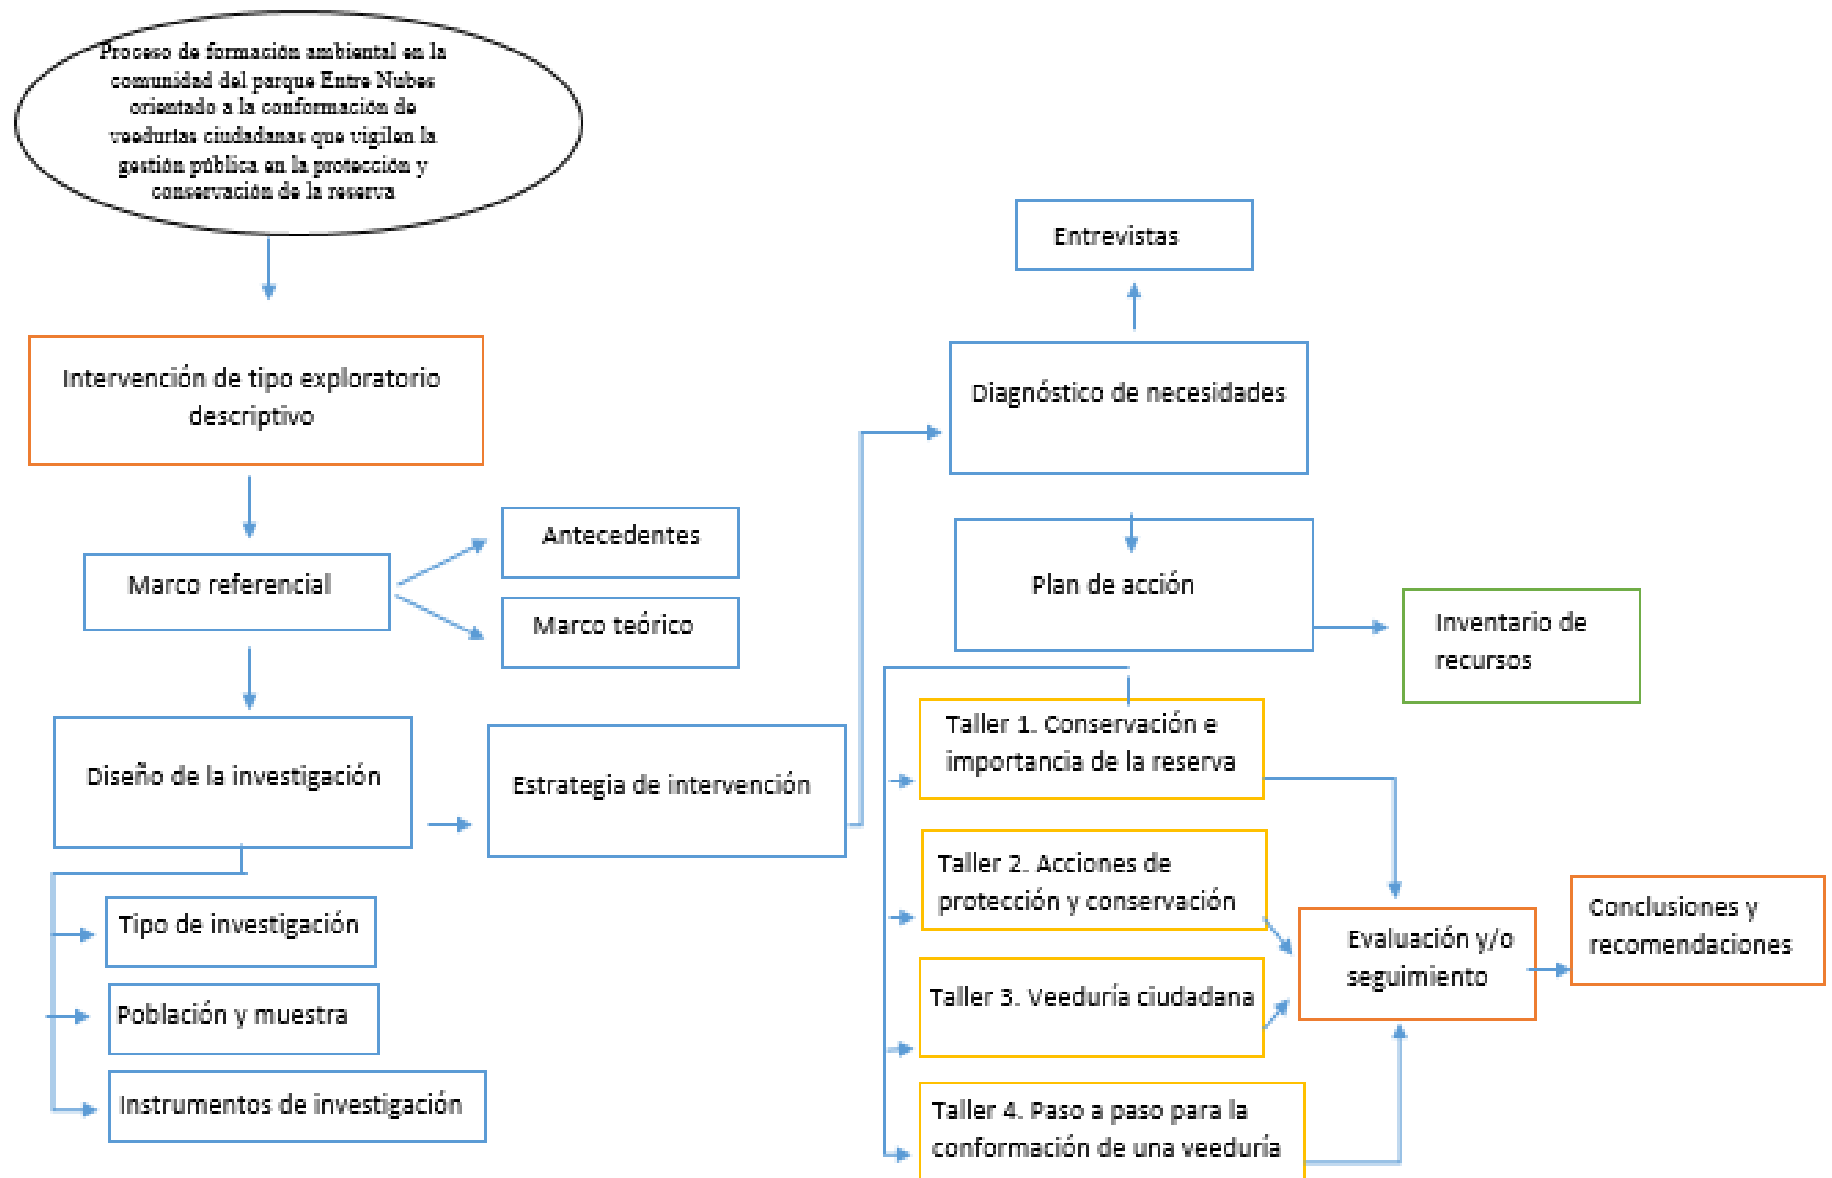 Proceso de formación ambiental en la
comunidad del parque Entre Nubes
orientado a la conformación de
veedurías ciudadanas que vigilen la
gestión pública en la protección y
conservación de la reserva
Intervención de tipo exploratorio
descriptivo
Marco referencial
Antecedentes
Marco teórico
Diseño de la investigación
Tipo de investigación
Población y muestra
Instrumentos de investigación
Estrategia de intervención
Entrevistas
Diagnóstico de necesidades
Plan de acción
Inventario de
recursos
Taller 1. Conservación e
importancia de la reserva
Taller 2. Acciones de
protección y conservación
Taller 3. Veeduría ciudadana
Taller 4. Paso a paso para la
conformación de una veeduría
Evaluación y/o
seguimiento
Conclusiones y
recomendaciones